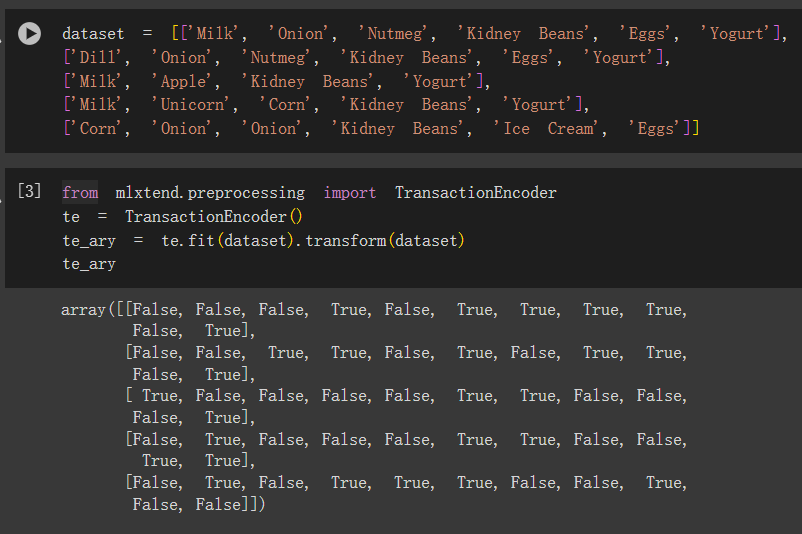 dataset = [['Milk', 'Onion', 'Nutmeg', 'Kidney Beans', 'Eggs', 'Yogurt'],
['Dill', 'Onion', 'Nutmeg', 'Kidney Beans', 'Eggs', 'Yogurt'],
['Milk', 'Apple', 'Kidney Beans', 'Yogurt'],
['Milk', 'Unicorn', 'Corn', 'Kidney Beans', 'Yogurt'],
['Corn', 'Onion', 'Onion', 'Kidney Beans', 'Ice Cream', 'Eggs']]
[3] from mlxtend.preprocessing import TransactionEncoder
te = TransactionEncoder()
te_ary = te.fit(dataset).transform(dataset)
te_ary
array([[False, False, False, True, False, True, True, True, True,
False, True],
[False, False, True, True, False, True, False, True, True,
False, True],
[ True, False, False, False, False, True, True, False, False,
False, True],
[False, True, False, False, False, True, True, False, False,
True, True],
[False, True, False, True, True, True, False, False, True,
False, False]])